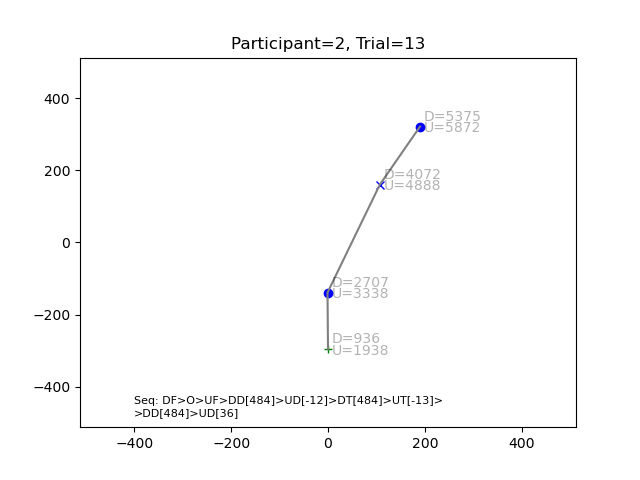 Participant=2, Trial=13
400
200
0
−200
−400
D=5375
U=5872
D=4072
U=4888
D=2707
U=3338
D=936
U=1938
Seq: DF>O>UF>DD[484]>UD[-12]>DT[484]>UT[-13]>
>DD[484]>UD[36]
−400
−200
0
200
400